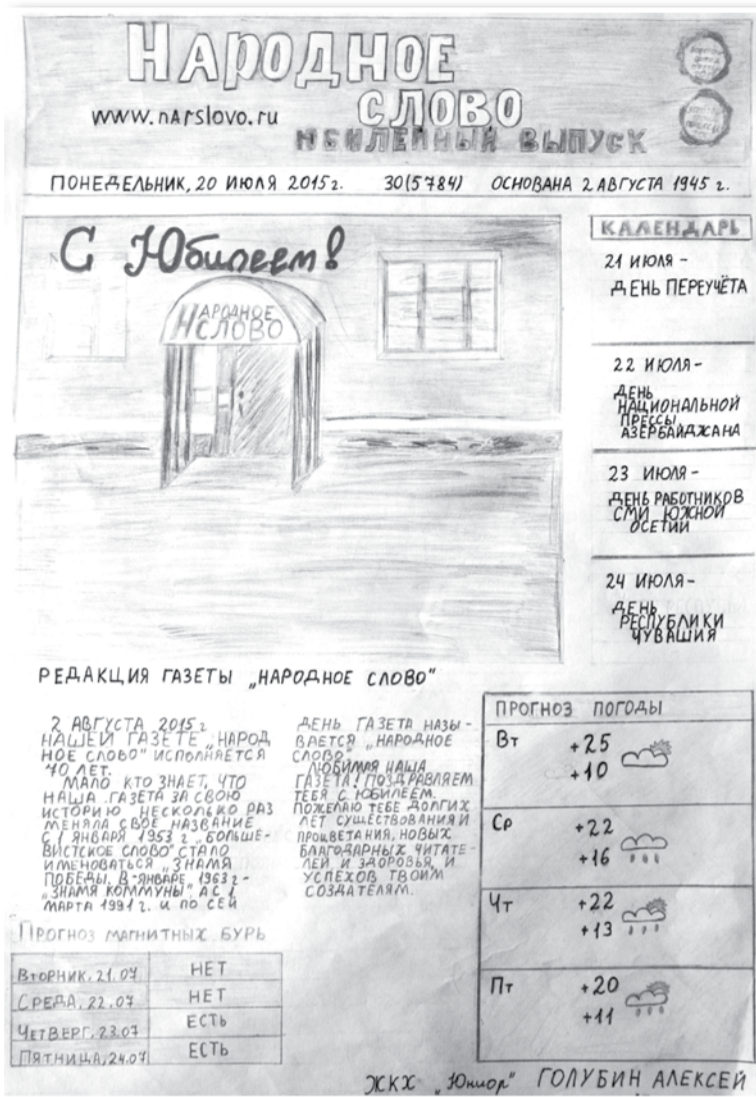 НАРОДНОЕ
СЛОВО
www.narslovo.ru
ЮБИЛЕЙНЫЙ ВЫПУСК
ПОНЕДЕЛЬНИК, 20 ИЮЛЯ 2015г. 30(5784) ОСНОВАНА 2 АВГУСТА 1945 г.
С Юбилеем!
НАРОДНОЕ
СЛОВО
КАЛЕНДАРЬ
21 ИЮЛЯ -
ДЕНЬ ПЕРЕУЧЁТА
22 ИЮЛЯ -
ДЕНЬ
НАЦИОНАЛЬНОЙ
ПРЕССЫ
АЗЕРБАЙДЖАНА
23 ИЮЛЯ -
ДЕНЬ РАБОТНИКОВ
СМИ ЮЖНОЙ
ОСЕТИИ
24 ИЮЛЯ -
ДЕНЬ
РЕСПУБЛИКИ
ЧУВАШИЯ
РЕДАКЦИЯ ГАЗЕТЫ „НАРОДНОЕ СЛОВО"
2 АВГУСТА 2015г
НАШЕЙ ГАЗЕТЕ „НАРОД
НОЕ СЛОВО" ИСПОЛНЯЕТСЯ
70 ЛЕТ.
МАЛО КТО ЗНАЕТ, ЧТО
НАША ГАЗЕТА ЗА СВОЮ
ИСТОРИЮ НЕСКОЛЬКО РАЗ
МЕНЯЛА СВОЕ НАЗВАНИЕ
С 1 ЯНВАРЯ 1953 г „БОЛЬШЕ-
ВИСТСКОЕ СЛОВО" СТАЛО
ИМЕНОВАТЬСЯ „ЗНАМЯ
ПОБЕДЫ. В ЯНВАРЕ 1963 г -
„ЗНАМЯ КОММУНЫ", А С 1
МАРТА 1991 г. И ПО СЕЙ
ДЕНЬ ГАЗЕТА НАЗЫ-
ВАЕТСЯ „НАРОДНОЕ
СЛОВО"
ЛЮБИМАЯ НАША
ГАЗЕТА! ПОЗДРАВЛЯЕМ
ТЕБЯ С ЮБИЛЕЕМ.
ПОЖЕЛАЮ ТЕБЕ ДОЛГИХ
ЛЕТ СУЩЕСТВОВАНИЯ И
ПРОЦВЕТАНИЯ, НОВЫХ
БЛАГОДАРНЫХ ЧИТАТЕ-
ЛЕЙ, И ЗДОРОВЬЯ, И
УСПЕХОВ ТВОИМ
СОЗДАТЕЛЯМ.
ПРОГНОЗ ПОГОДЫ
Вт +25
+10
Ср +22
+16
Чт +22
+13
Пт +20
+11
ПРОГНОЗ МАГНИТНЫХ БУРЬ
ВТОРНИК, 21.07 НЕТ
СРЕДА, 22.07 НЕТ
ЧЕТВЕРГ, 23.07 ЕСТЬ
ПЯТНИЦА, 24.07 ЕСТЬ
ЖКХ „Юниор" ГОЛУБИН АЛЕКСЕЙ